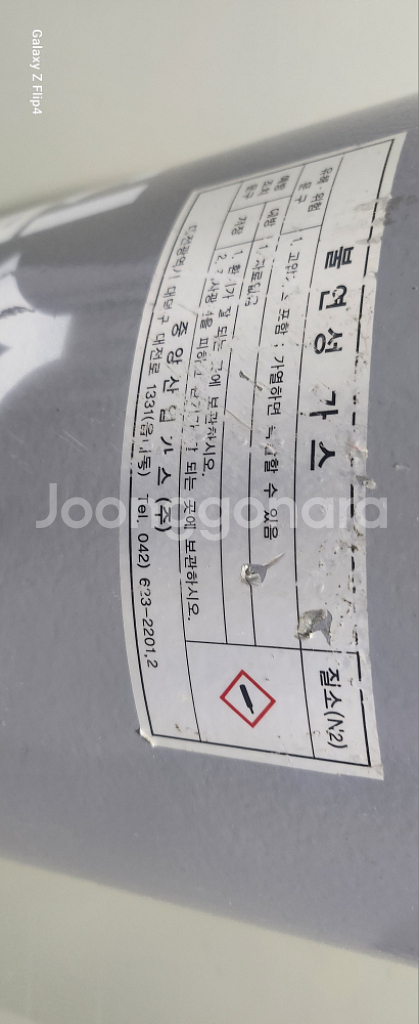 Galaxy Z Flip4
불연성 가스
질소(N2)
유해·위험
문구
1. 고압가스 포함 ; 가열하면 폭발할 수 있음
예방
조치
문구
대응
저장
1. 환기가 잘 되는 곳에 보관하시오.
2. 직사광선을 피하고 환기가 잘 되는 곳에 보관하시오.
중앙산업가스(주)
대전광역시 대덕구 대전로 1331(읍내동) Tel. 042) 623-2201,2
Joonggonara